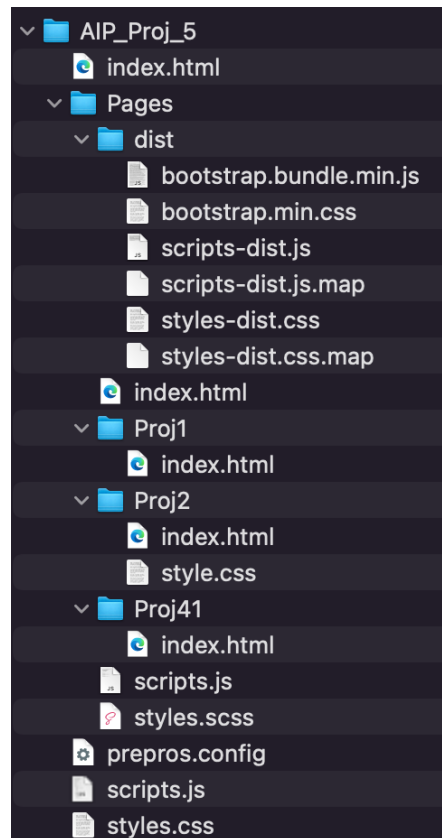 AIP_Proj_5
index.html
Pages
dist
bootstrap.bundle.min.js
bootstrap.min.css
scripts-dist.js
scripts-dist.js.map
styles-dist.css
styles-dist.css.map
index.html
Proj1
index.html
Proj2
index.html
style.css
Proj41
index.html
scripts.js
styles.scss
prepros.config
scripts.js
styles.css